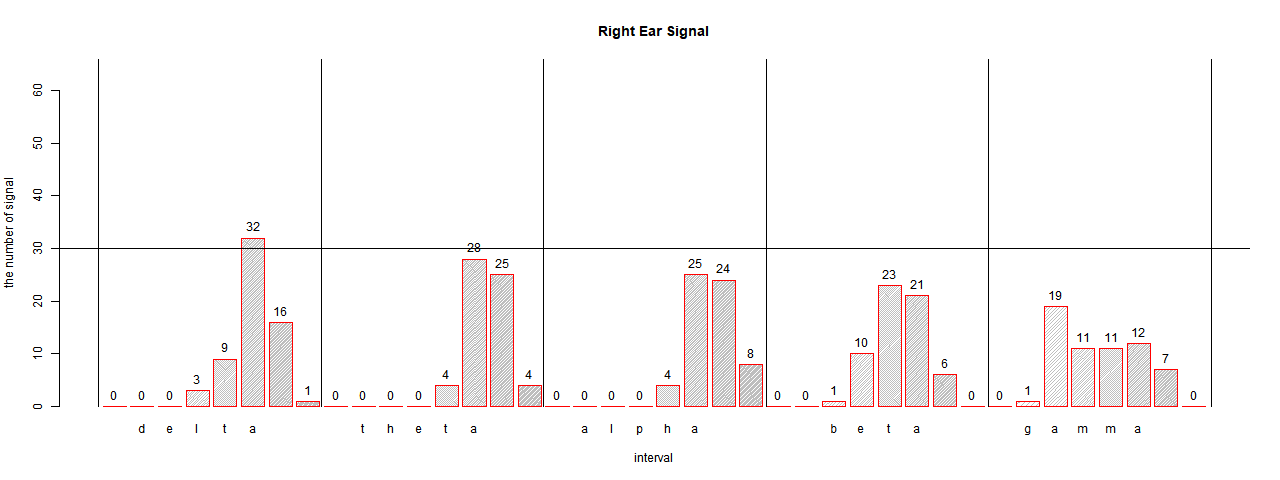 Right Ear Signal
the number of signal
60
50
40
30
20
10
0
0 0 0 3 9 32 16 1 0 0 0 0 4 28 25 4 0 0 0 0 4 25 24 8 0 0 1 10 23 21 6 0 0 1 19 11 11 12 7 0
d e l t a t h e t a a l p h a b e t a g a m m a
interval